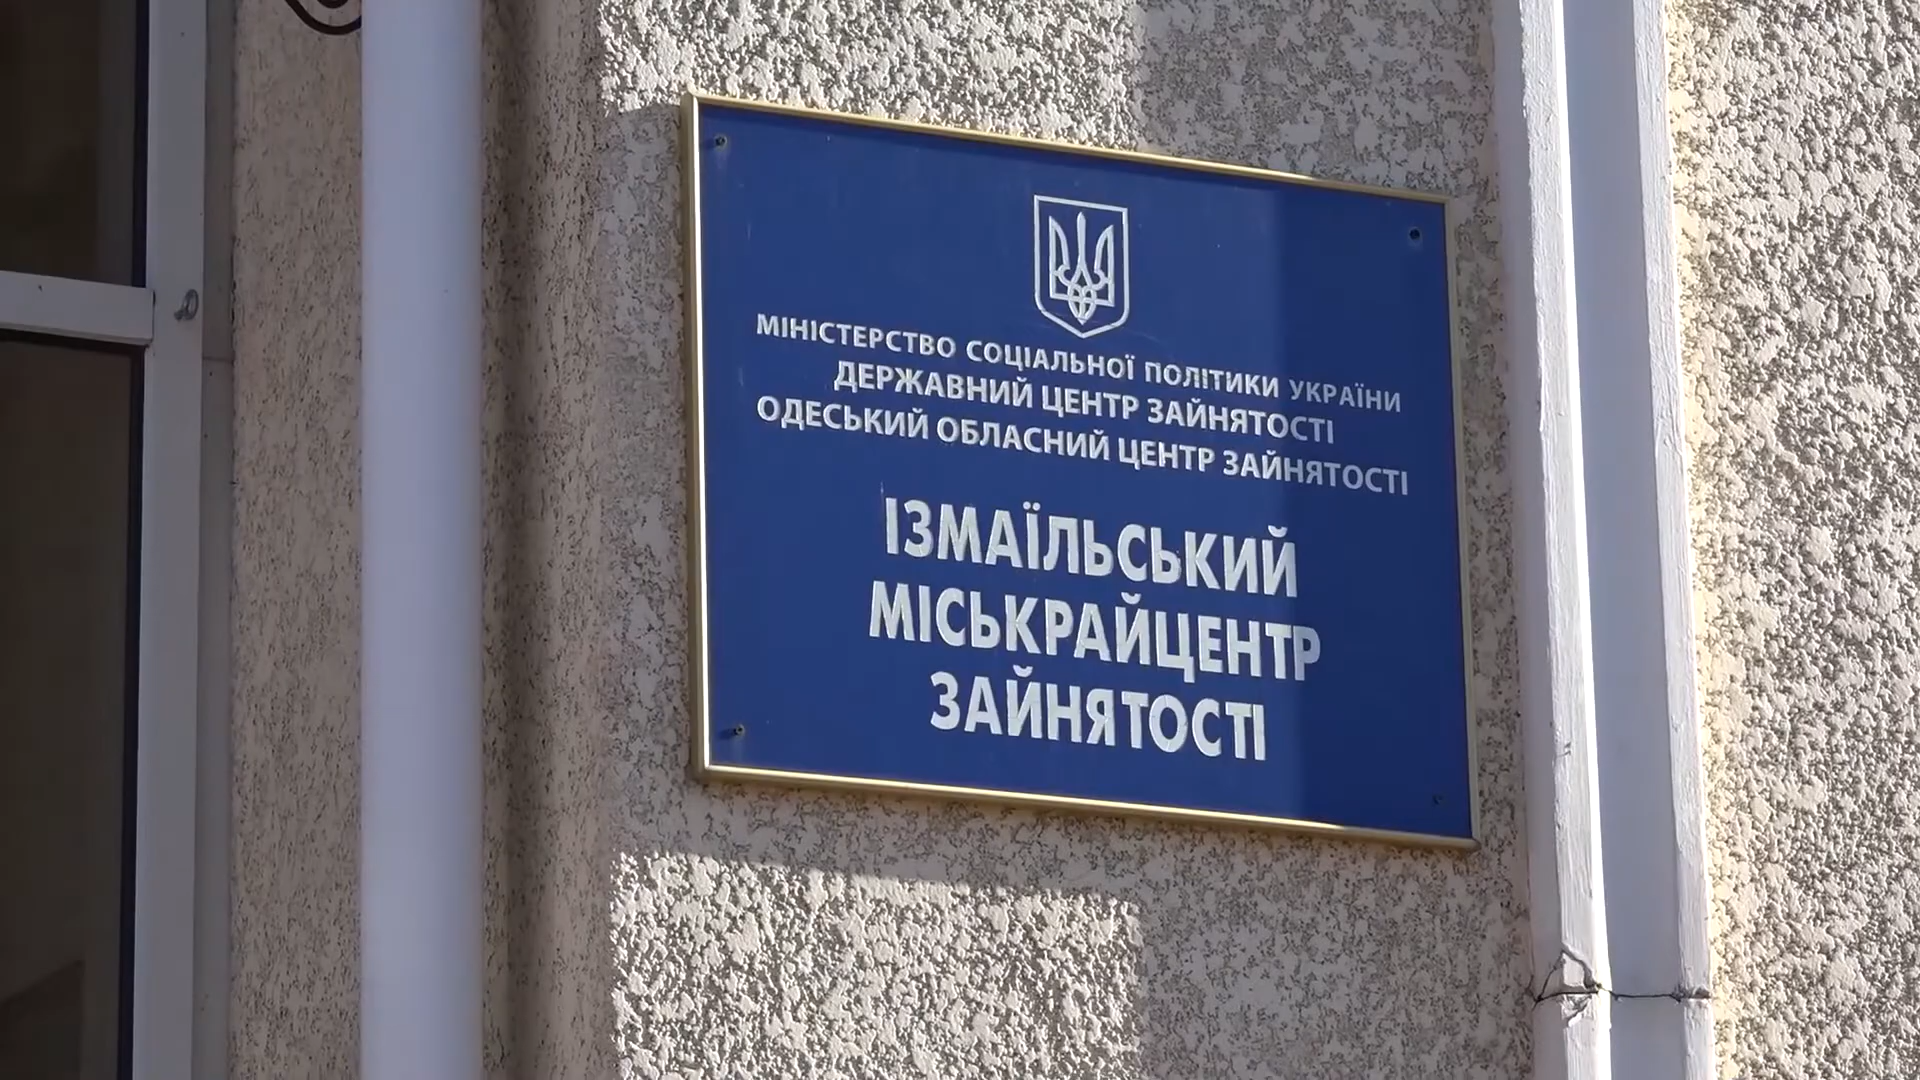 МІНІСТЕРСТВО СОЦІАЛЬНОЇ ПОЛІТИКИ УКРАЇНИ
ДЕРЖАВНИЙ ЦЕНТР ЗАЙНЯТОСТІ
ОДЕСЬКИЙ ОБЛАСНИЙ ЦЕНТР ЗАЙНЯТОСТІ
ІЗМАЇЛЬСЬКИЙ
МІСЬКРАЙЦЕНТР
ЗАЙНЯТОСТІ